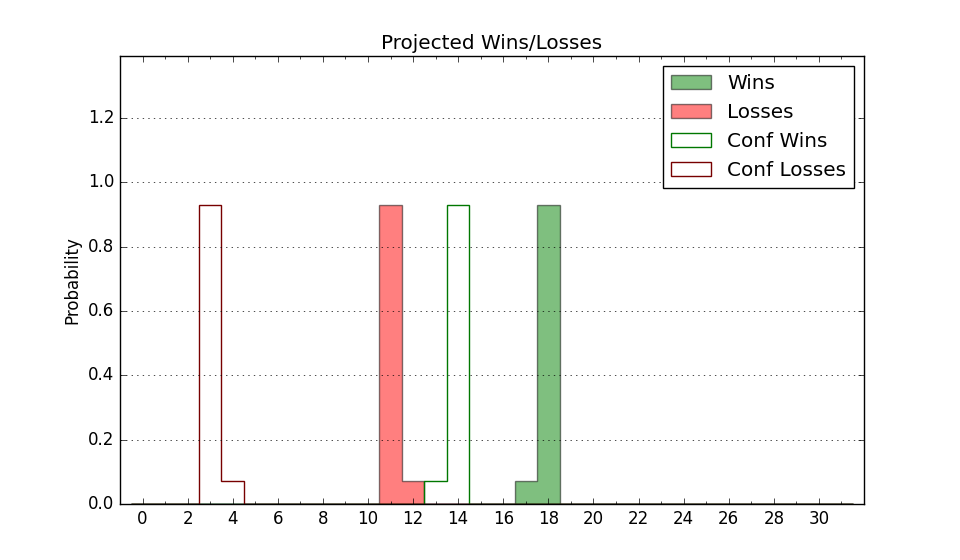 Projected Wins/Losses
Wins
Losses
Conf Wins
Conf Losses
Probability
1.2
1.0
0.8
0.6
0.4
0.2
0.0
0 2 4 6 8 10 12 14 16 18 20 22 24 26 28 30